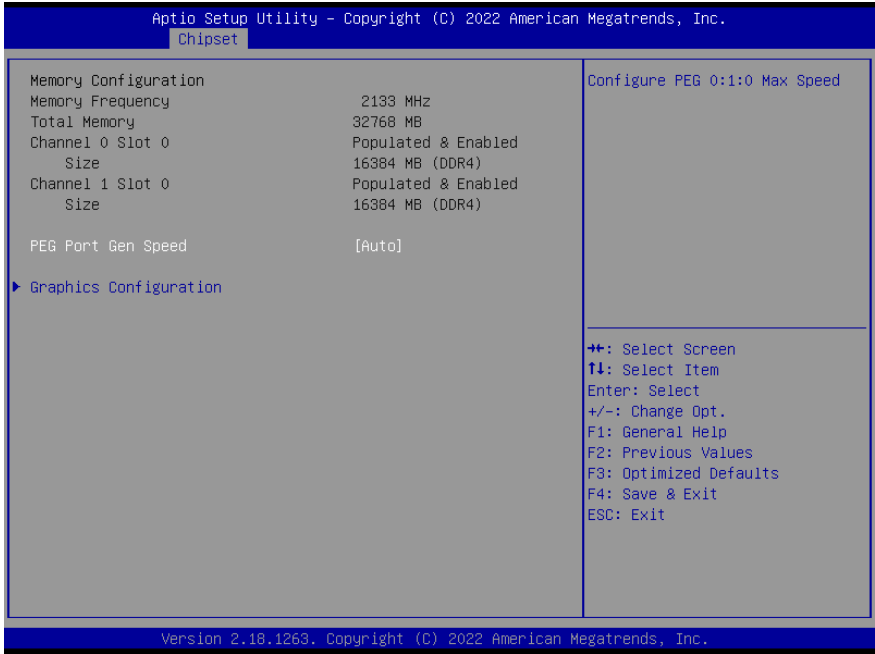 Aptio Setup Utility – Copyright (C) 2022 American Megatrends, Inc.
Chipset
Memory Configuration
Memory Frequency 2133 MHz
Total Memory 32768 MB
Channel 0 Slot 0 Populated & Enabled
Size 16384 MB (DDR4)
Channel 1 Slot 0 Populated & Enabled
Size 16384 MB (DDR4)
PEG Port Gen Speed [Auto]
Graphics Configuration
Configure PEG 0:1:0 Max Speed
→←: Select Screen
↑↓: Select Item
Enter: Select
+/-: Change Opt.
F1: General Help
F2: Previous Values
F3: Optimized Defaults
F4: Save & Exit
ESC: Exit
Version 2.18.1263. Copyright (C) 2022 American Megatrends, Inc.